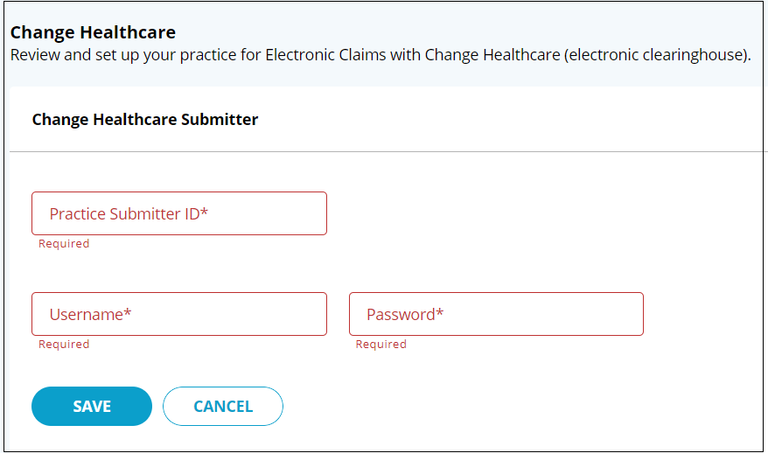 Change Healthcare
Review and set up your practice for Electronic Claims with Change Healthcare (electronic clearinghouse).
Change Healthcare Submitter
Practice Submitter ID*
Required
Username*
Password*
Required
Required
SAVE
CANCEL